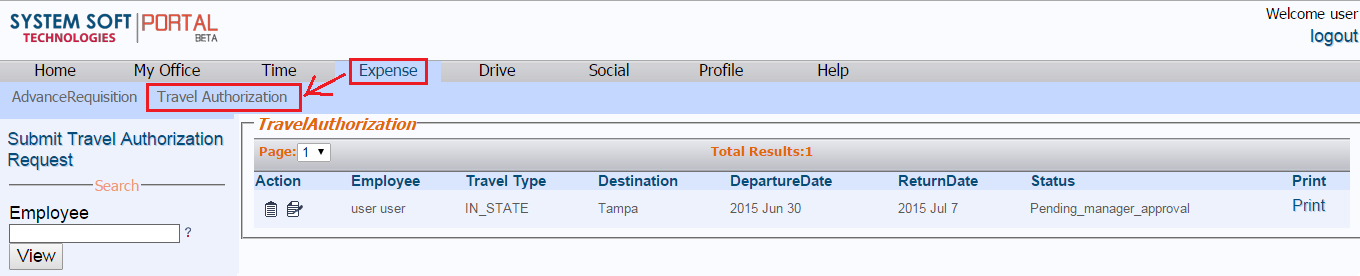 SYSTEM SOFT TECHNOLOGIES PORTAL BETA
Welcome user
logout
Home My Office Time Expense Drive Social Profile Help
AdvanceRequisition Travel Authorization
Submit Travel Authorization
Request
Search
Employee
?
View
TravelAuthorization
Page: 1 Total Results:1
Action Employee Travel Type Destination DepartureDate ReturnDate Status Print
user user IN_STATE Tampa 2015 Jun 30 2015 Jul 7 Pending_manager_approval Print